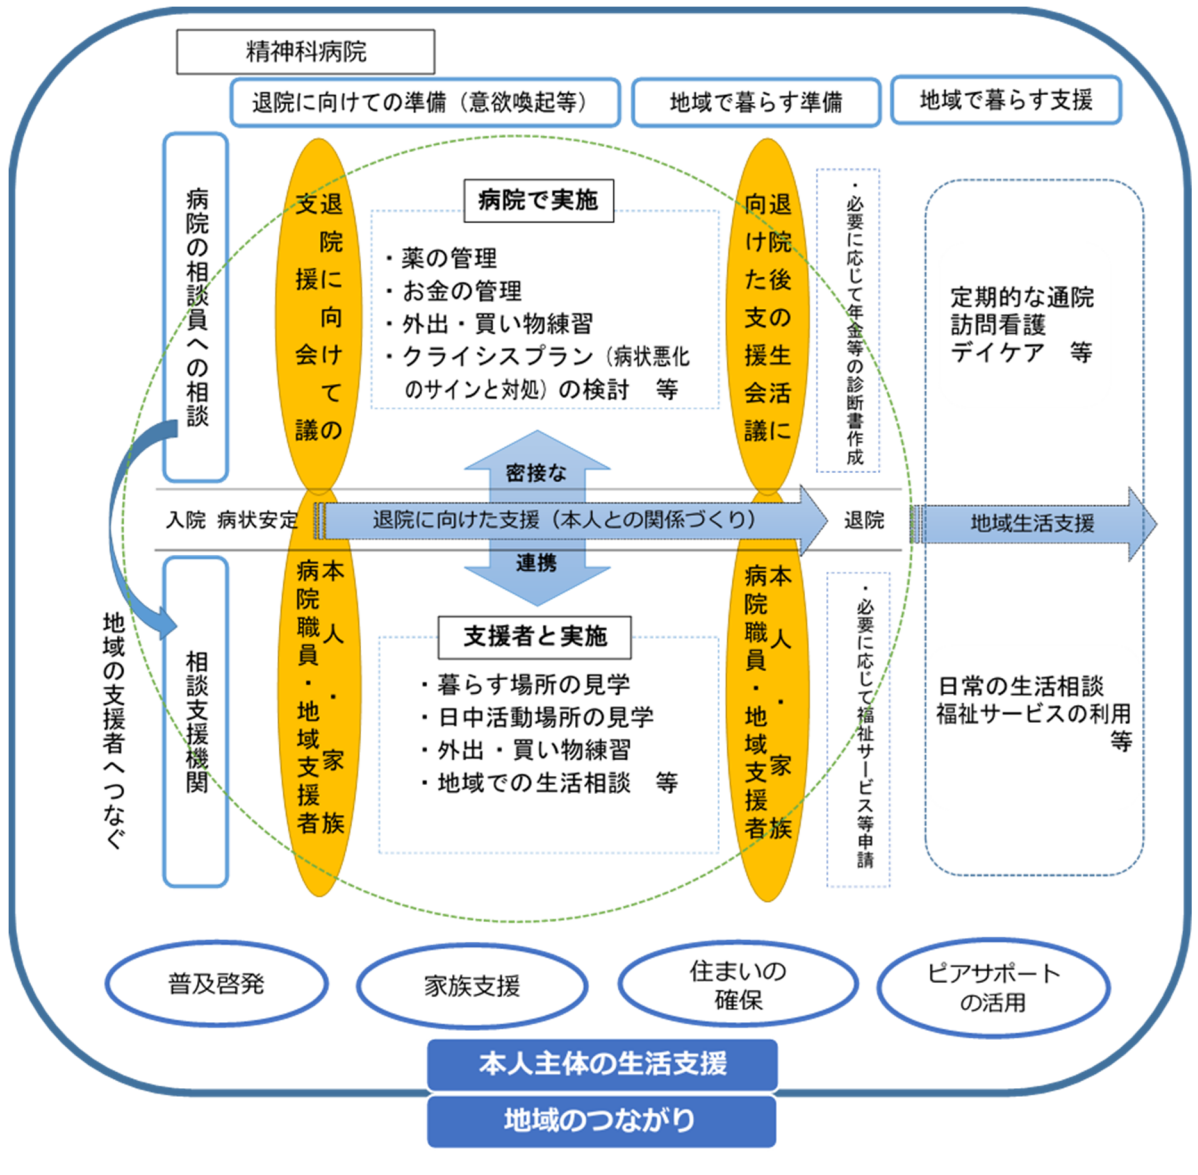 精神科病院
退院に向けての準備（意欲喚起等）
地域で暮らす準備
地域で暮らす支援
病院の相談員への相談
退院に向けての
支援会議
病院で実施
・薬の管理
・お金の管理
・外出・買い物練習
・クライシスプラン（病状悪化
のサインと対処）の検討　等
退院後の生活に
向けた支援会議
・必要に応じて年金等の診断書作成
定期的な通院
訪問看護
デイケア　等
密接な
入院　病状安定
退院に向けた支援（本人との関係づくり）
退院
地域生活支援
連携
地域の支援者へつなぐ
相談支援機関
本人・家族
病院職員・地域支援者
支援者と実施
・暮らす場所の見学
・日中活動場所の見学
・外出・買い物練習
・地域での生活相談　等
本人・家族
病院職員・地域支援者
・必要に応じて福祉サービス等申請
日常の生活相談
福祉サービスの利用
等
普及啓発
家族支援
住まいの
確保
ピアサポート
の活用
本人主体の生活支援
地域のつながり